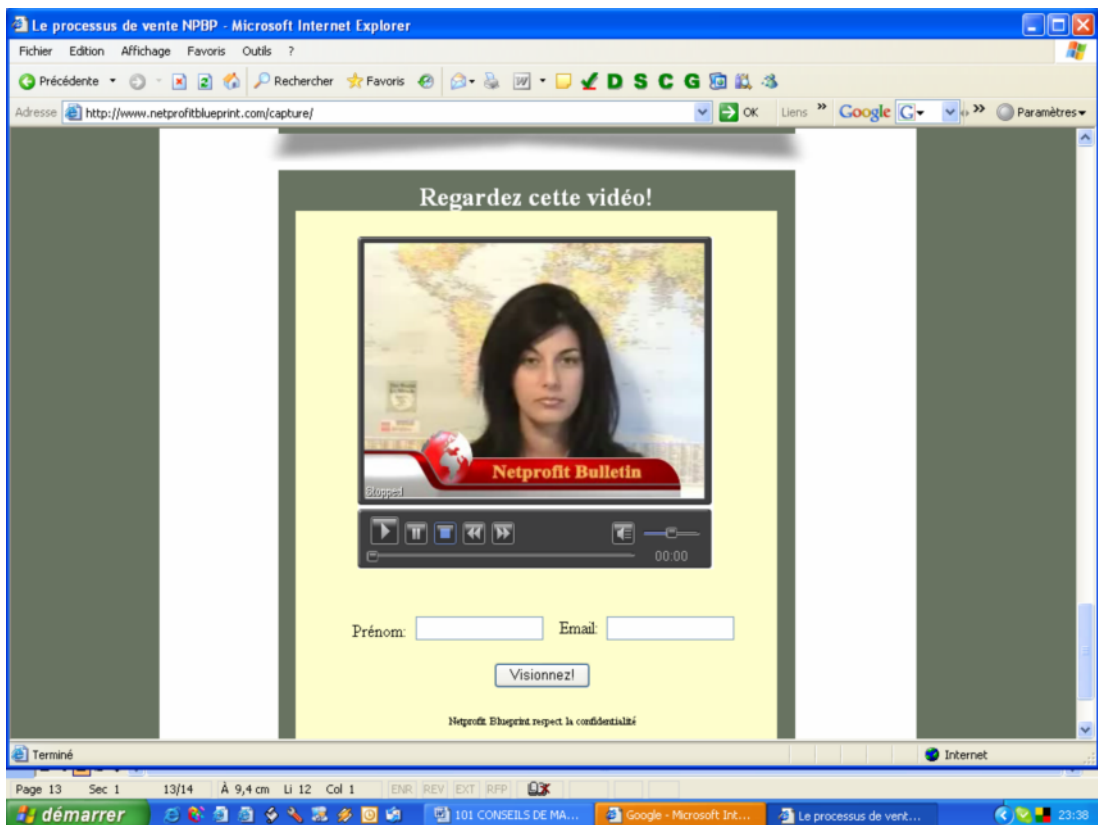 Le processus de vente NPBP - Microsoft Internet Explorer
Fichier Edition Affichage Favoris Outils ?
Précédente Rechercher Favoris W D S C G
Adresse http://www.netprofitblueprint.com/capture/ OK Liens » Google G » Paramètres
Regardez cette vidéo!
Netprofit Bulletin
Stopped
00:00
Prénom: Email:
Visionnez!
Netprofit Blueprint respect la confidentialité
Terminé Internet
Page 13 Sec 1 13/14 À 9,4 cm Li 12 Col 1 ENR REV EXT RFP
démarrer 101 CONSEILS DE MA... Google - Microsoft Int... Le processus de vent... 23:38